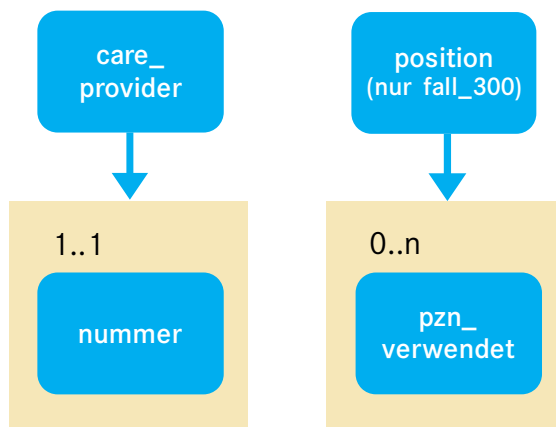 care_
provider
position
(nur fall_300)
1..1
nummer
0..n
pzn_
verwendet